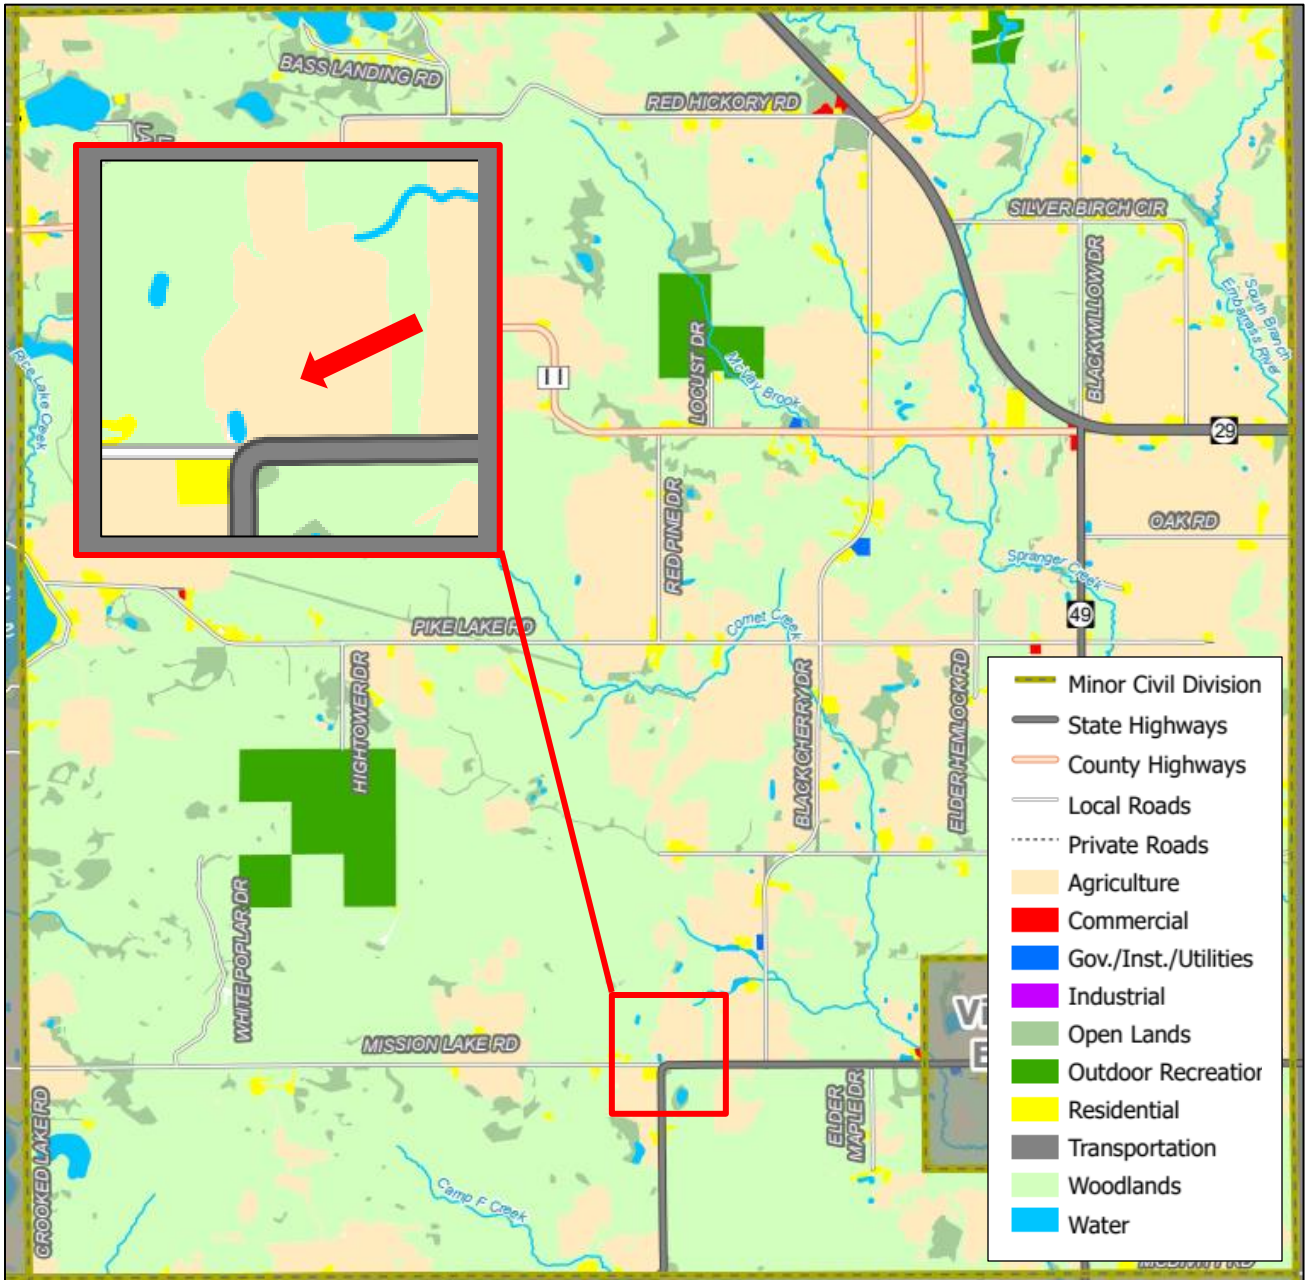 BASS LANDING RD
RED HICKORY RD
SILVER BIRCH CIR
BLACK WILLOW DR
South Branch
Embarrass River
Rice Lake Creek
LOCUST DR
McVay Brook
29
RED PINE DR
OAK RD
Spranger Creek
49
PIKE LAKE RD
Comet Creek
HIGHTOWER DR
BLACK CHERRY DR
ELDER HEMLOCK RD
WHITE POPLAR DR
MISSION LAKE RD
ELDER
MAPLE DR
CROOKED LAKE RD
Camp F Creek
Minor Civil Division
State Highways
County Highways
Local Roads
Private Roads
Agriculture
Commercial
Gov./Inst./Utilities
Industrial
Open Lands
Outdoor Recreation
Residential
Transportation
Woodlands
Water